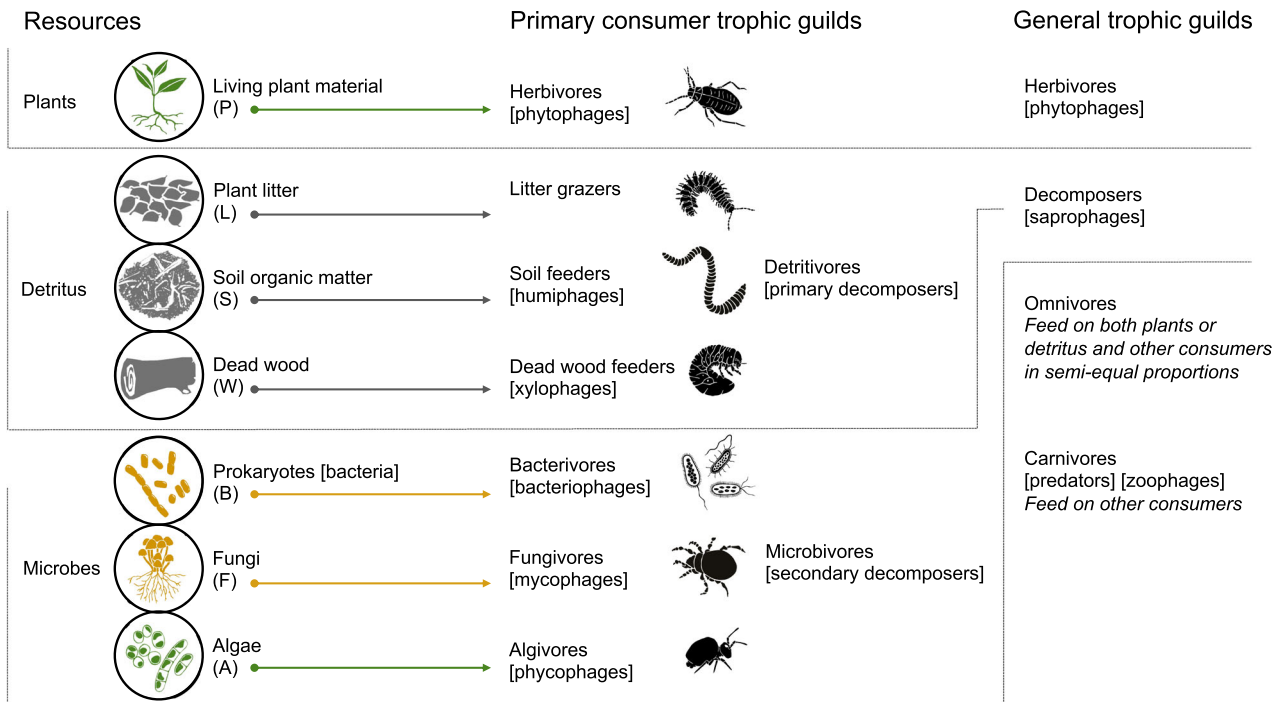 Resources
Primary consumer trophic guilds
General trophic guilds
Plants
Living plant material
(P)
Herbivores
[phytophages]
Herbivores
[phytophages]
Detritus
Plant litter
(L)
Litter grazers
Decomposers
[saprophages]
Soil organic matter
(S)
Soil feeders
[humiphages]
Detritivores
[primary decomposers]
Dead wood
(W)
Dead wood feeders
[xylophages]
Omnivores
Feed on both plants or
detritus and other consumers
in semi-equal proportions
Microbes
Prokaryotes [bacteria]
(B)
Bacterivores
[bacteriophages]
Carnivores
[predators] [zoophages]
Feed on other consumers
Fungi
(F)
Fungivores
[mycophages]
Microbivores
[secondary decomposers]
Algae
(A)
Algivores
[phycophages]